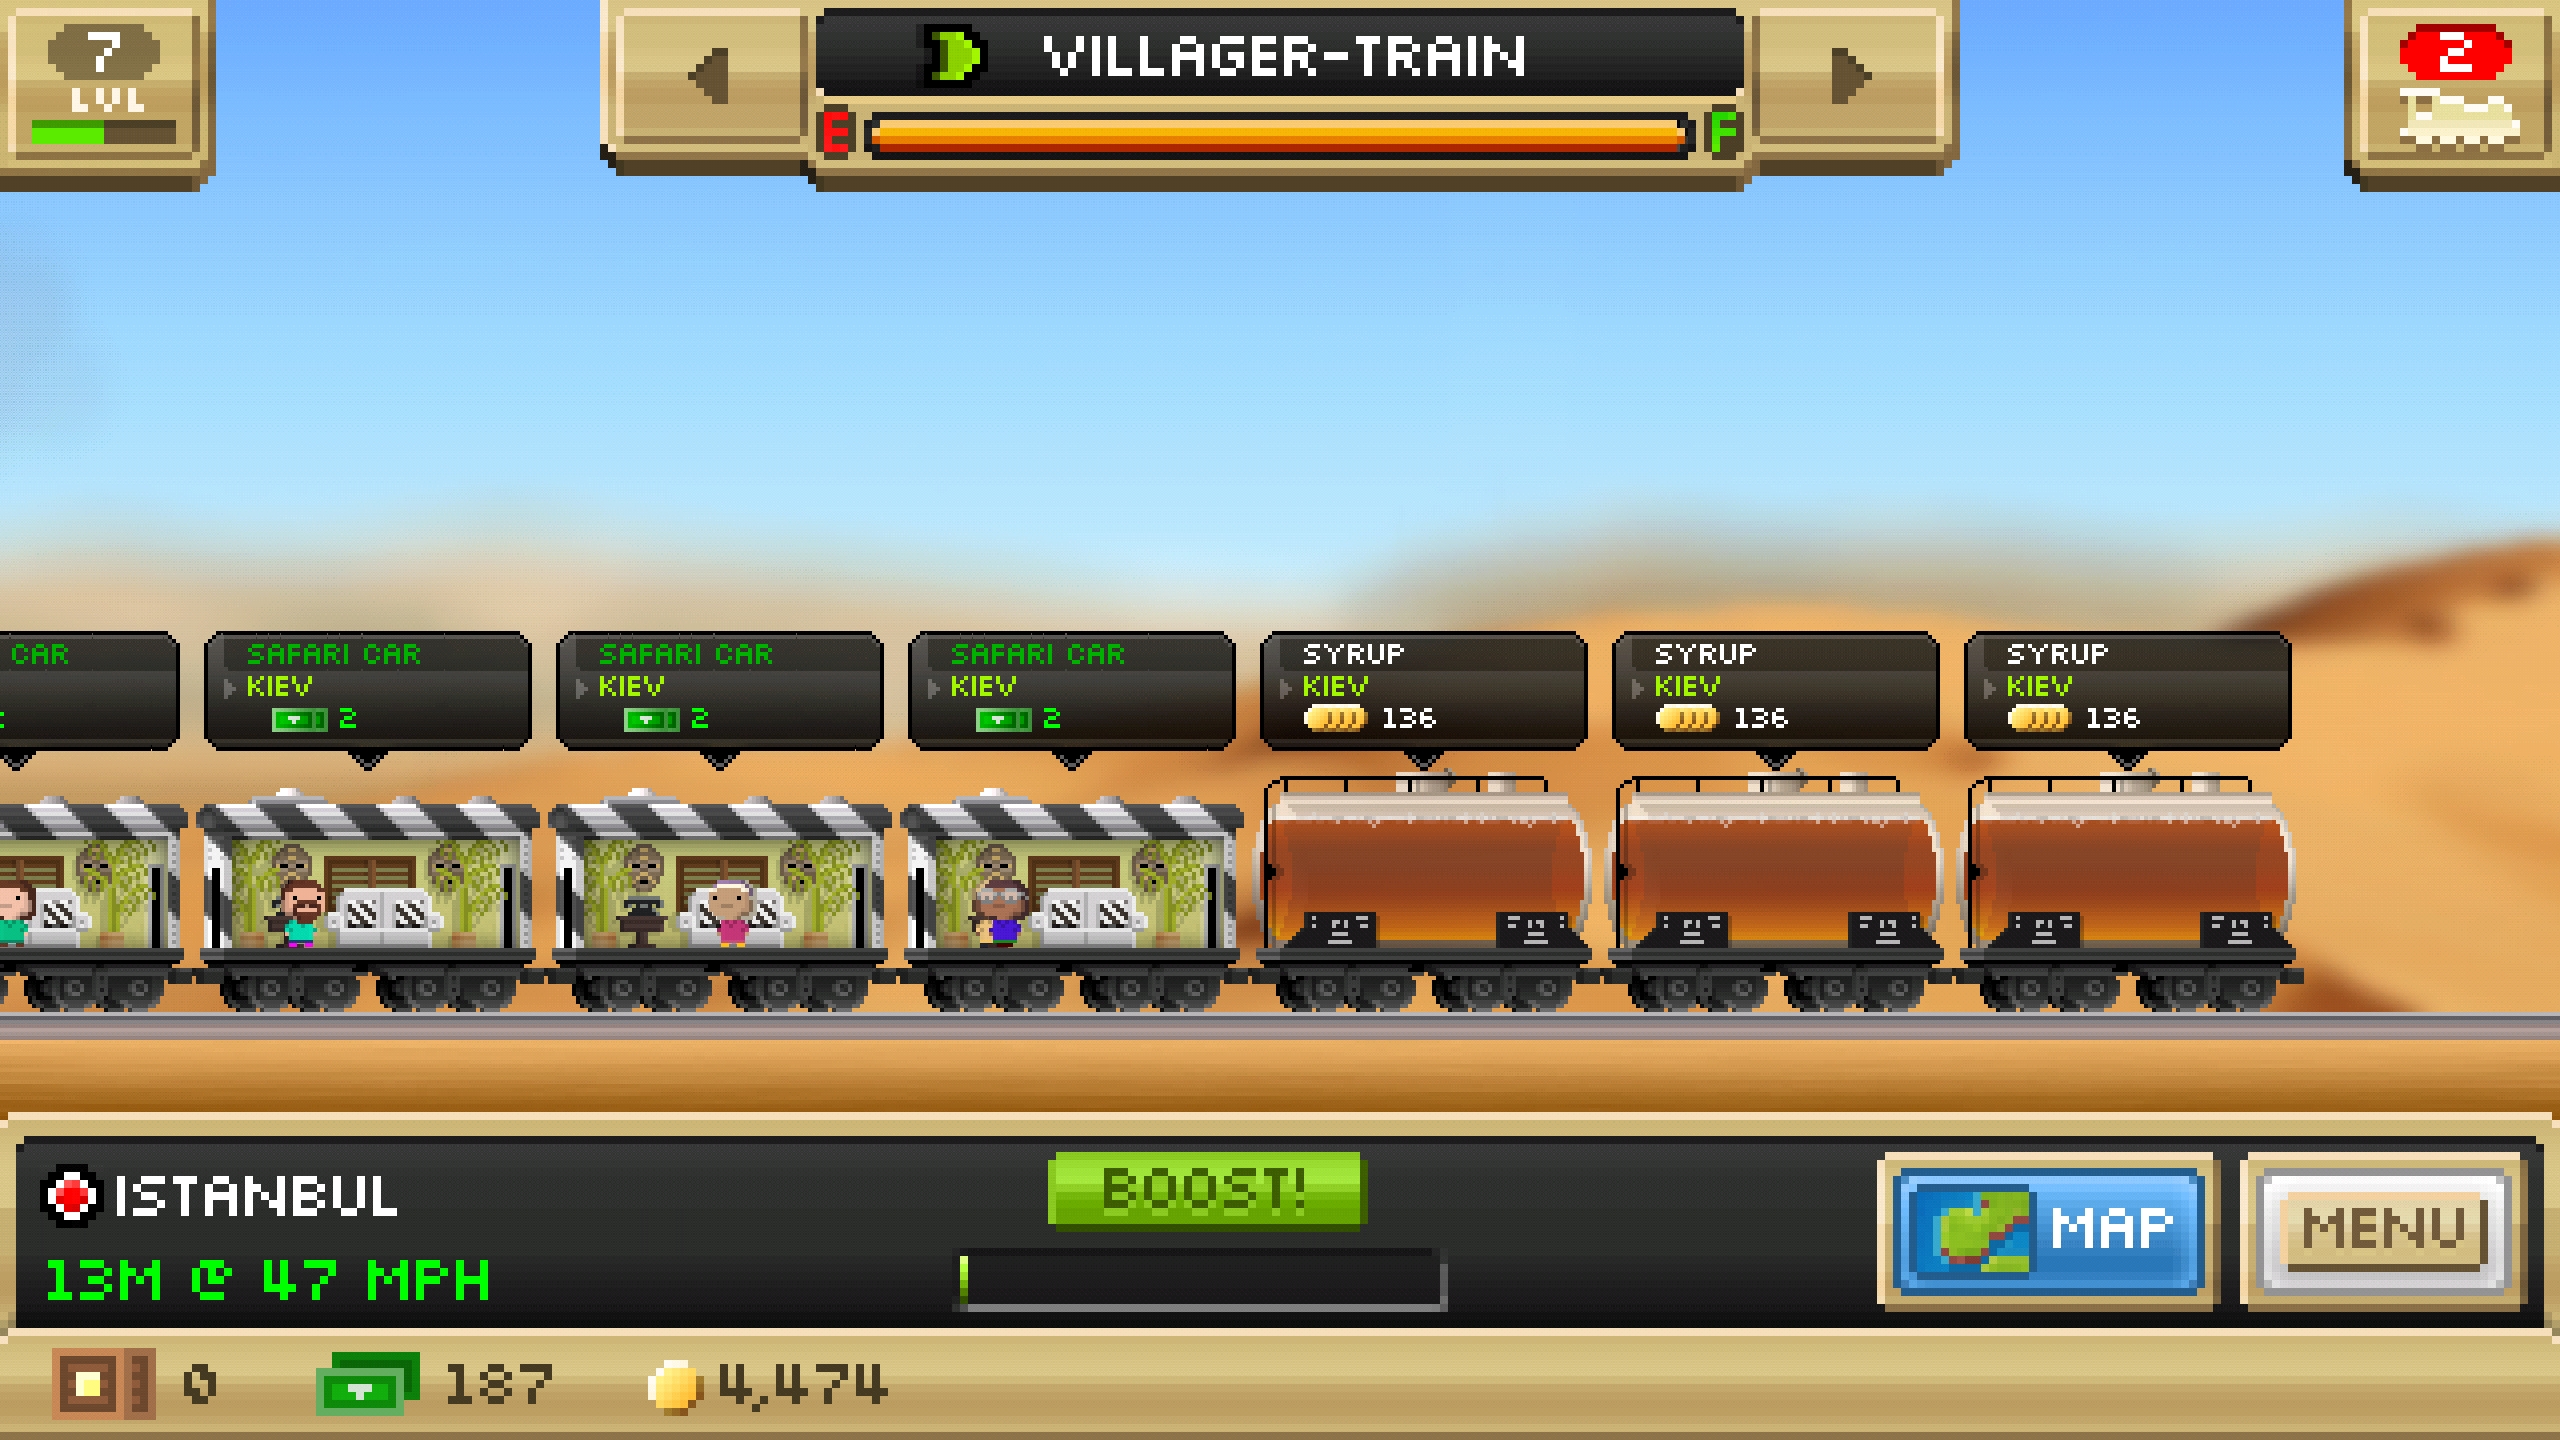 7
LVL
VILLAGER-TRAIN
E F
2
CAR
SAFARI CAR
KIEV
2
SAFARI CAR
KIEV
2
SAFARI CAR
KIEV
2
SYRUP
KIEV
136
SYRUP
KIEV
136
SYRUP
KIEV
136
ISTANBUL
13M @ 47 MPH
BOOST!
MAP
MENU
0
187
4,474